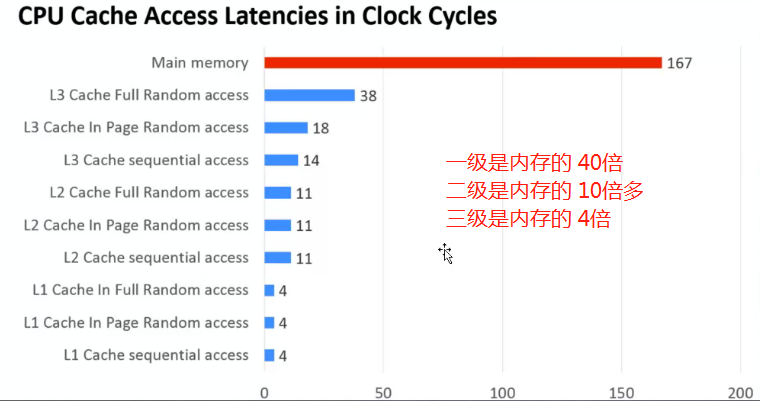 CPU Cache Access Latencies in Clock Cycles
Main memory 167
L3 Cache Full Random access 38
L3 Cache In Page Random access 18
L3 Cache sequential access 14
L2 Cache Full Random access 11
L2 Cache In Page Random access 11
L2 Cache sequential access 11
L1 Cache In Full Random access 4
L1 Cache In Page Random access 4
L1 Cache sequential access 4
一级是内存的 40倍
二级是内存的 10倍多
三级是内存的 4倍
0 50 100 150 200